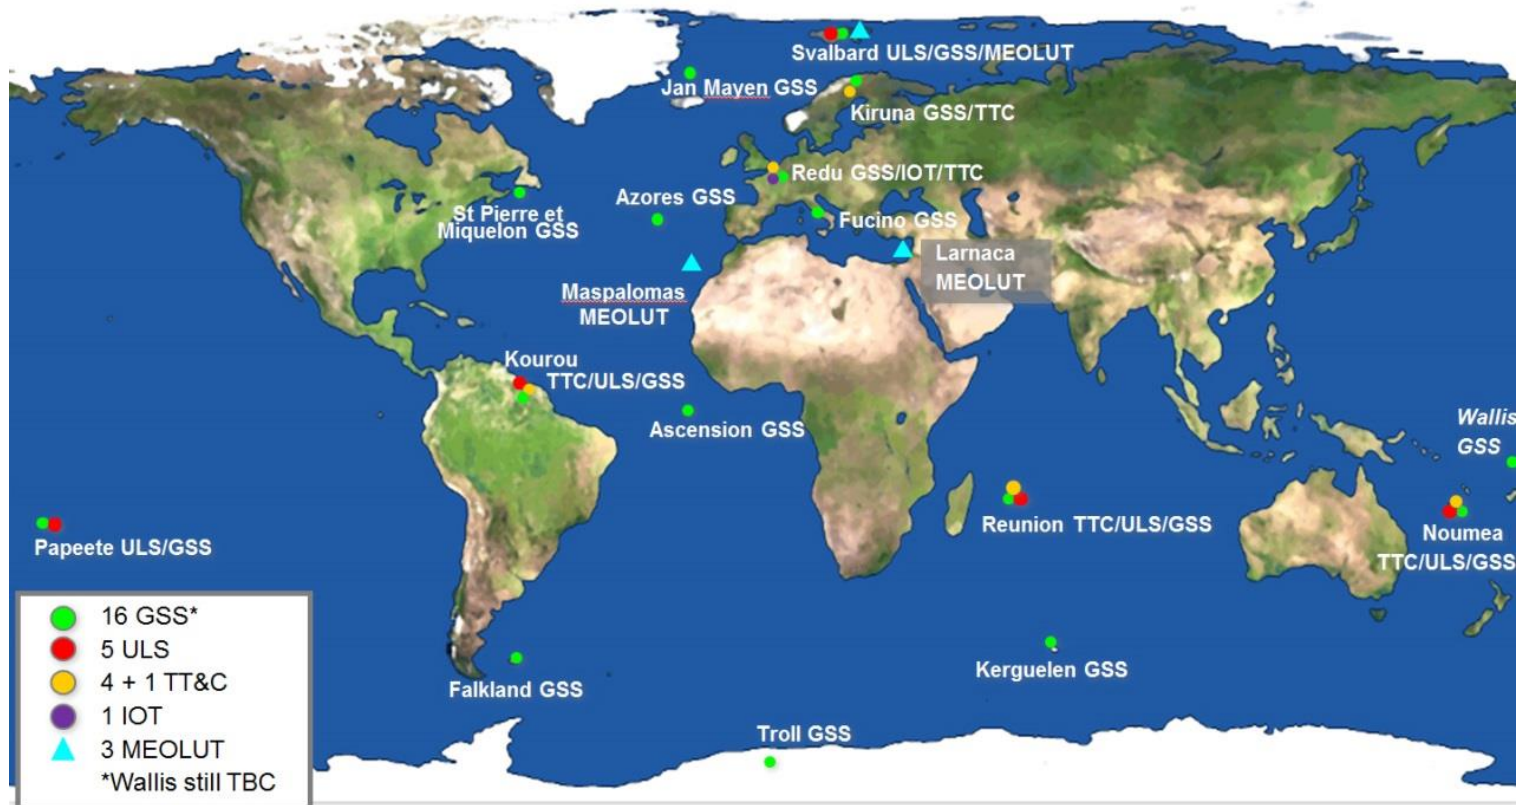 Svalbard ULS/GSS/MEOLUT
Jan Mayen GSS
Kiruna GSS/TTC
Redu GSS/IOT/TTC
Azores GSS
St Pierre et
Miquelon GSS
Fucino GSS
Larnaca
MEOLUT
Maspalomas
MEOLUT
Kourou
TTC/ULS/GSS
Ascension GSS
Wallis
GSS
Reunion TTC/ULS/GSS
Noumea
TTC/ULS/GSS
Papeete ULS/GSS
Kerguelen GSS
Falkland GSS
Troll GSS
16 GSS*
5 ULS
4 + 1 TT&C
1 IOT
3 MEOLUT
*Wallis still TBC